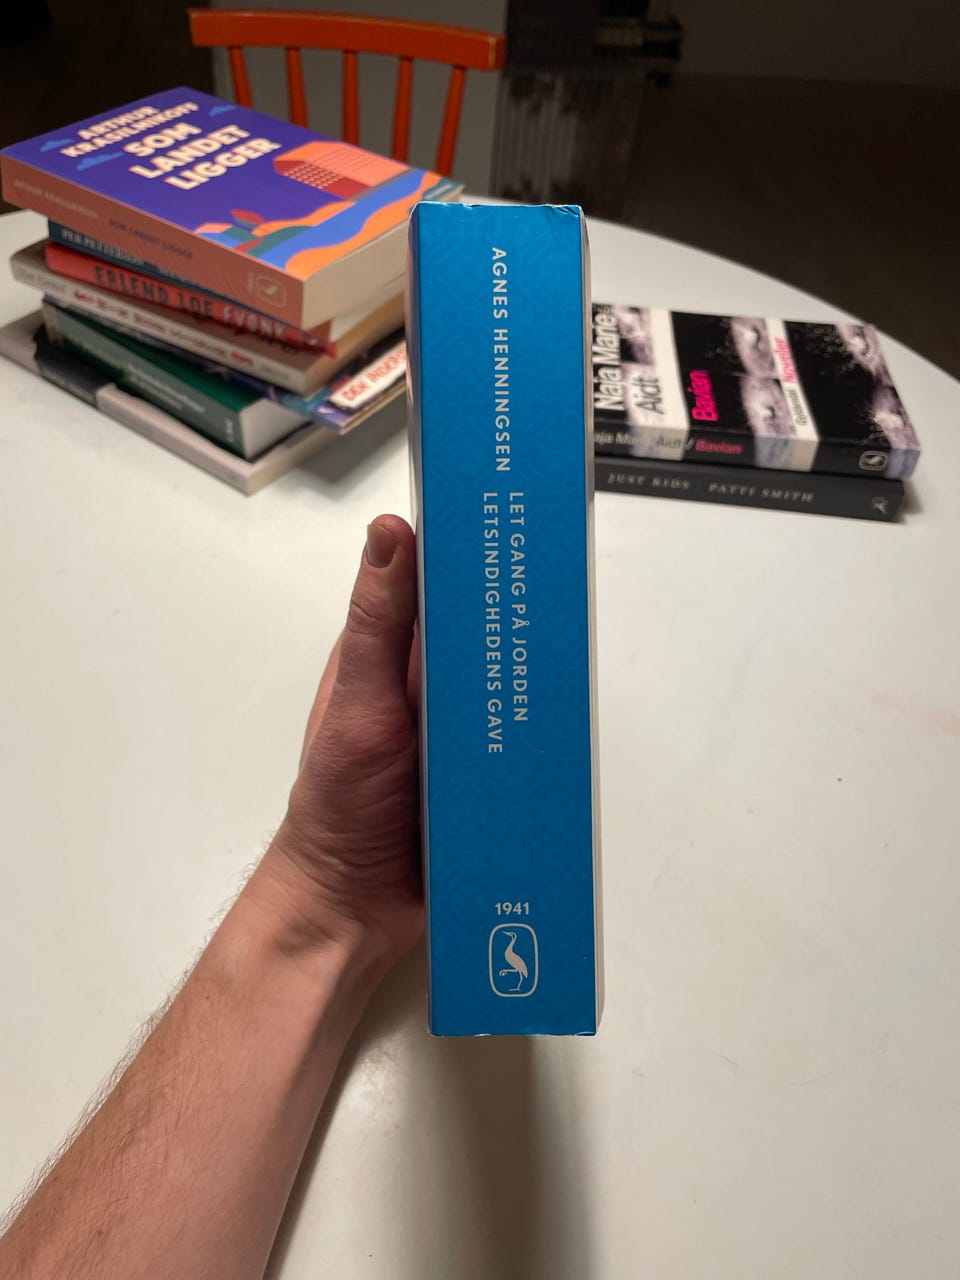 ARTHUR
KRASILNIKOFF
SOM
LANDET
LIGGER
ARTHUR KRASILNIKOFF SOM LANDET LIGGER
PER PETTERSON
ERLEND LOE FVONK
AGNES HENNINGSEN
LET GANG PÅ JORDEN
LETSINDIGHEDENS GAVE
1941
Naja Marie
Aidt
Bavian
Noveller
Gyldendal
Naja Marie Aidt / Bavian
JUST KIDS PATTI SMITH